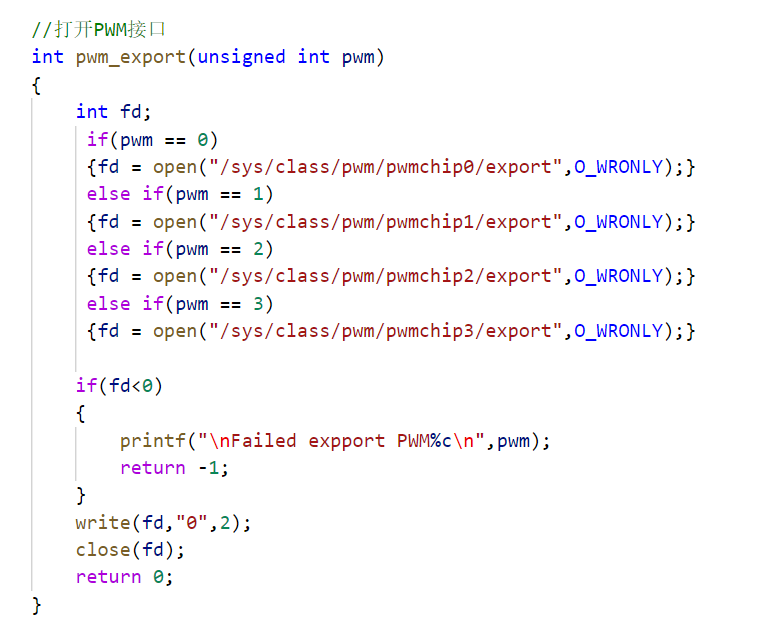 //打开PWM接口
int pwm_export(unsigned int pwm)
{
    int fd;
     if(pwm == 0)
     {fd = open("/sys/class/pwm/pwmchip0/export",O_WRONLY);}
     else if(pwm == 1)
     {fd = open("/sys/class/pwm/pwmchip1/export",O_WRONLY);}
     else if(pwm == 2)
     {fd = open("/sys/class/pwm/pwmchip2/export",O_WRONLY);}
     else if(pwm == 3)
     {fd = open("/sys/class/pwm/pwmchip3/export",O_WRONLY);}

    if(fd<0)
    {
        printf("\nFailed expport PWM%c\n",pwm);
        return -1;
    }
    write(fd,"0",2);
    close(fd);
    return 0;
}